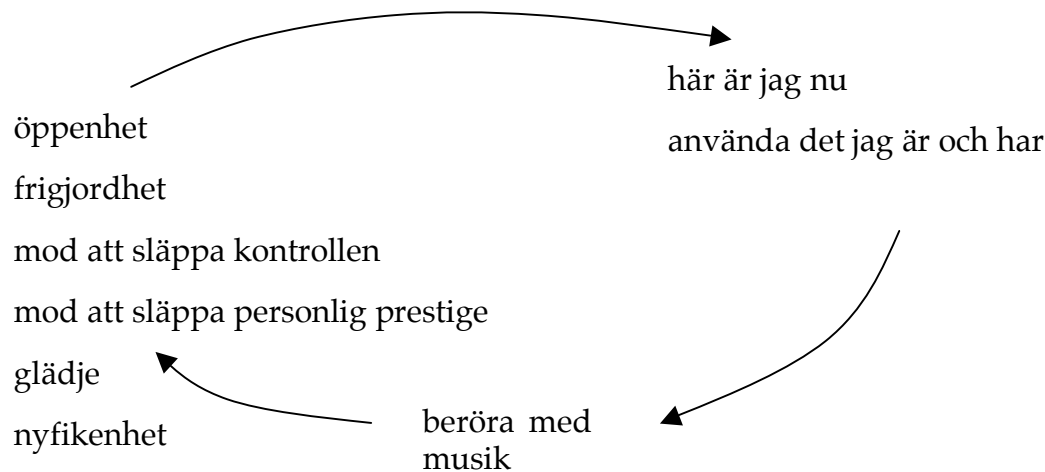 här är jag nu
använda det jag är och har
öppenhet
frigjordhet
mod att släppa kontrollen
mod att släppa personlig prestige
glädje
nyfikenhet
beröra med
musik